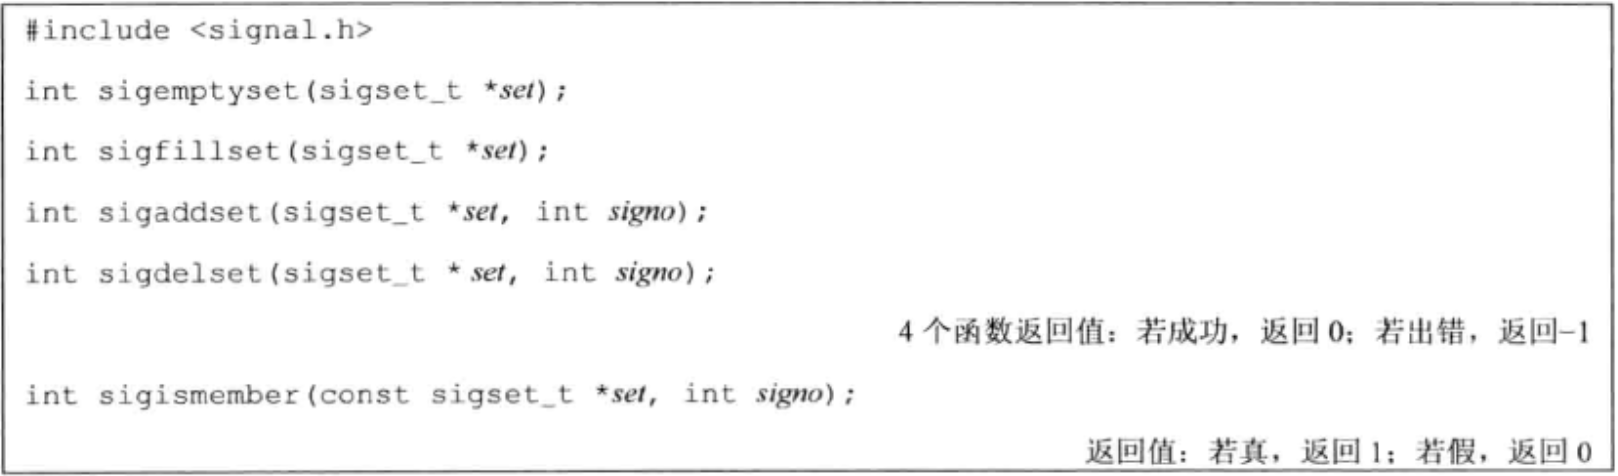 #include <signal.h>
int sigemptyset(sigset_t *set);
int sigfillset(sigset_t *set);
int sigaddset(sigset_t *set, int signo);
int sigdelset(sigset_t * set, int signo);
4 个函数返回值：若成功，返回 0；若出错，返回−1
int sigismember(const sigset_t *set, int signo);
返回值：若真，返回 1；若假，返回 0